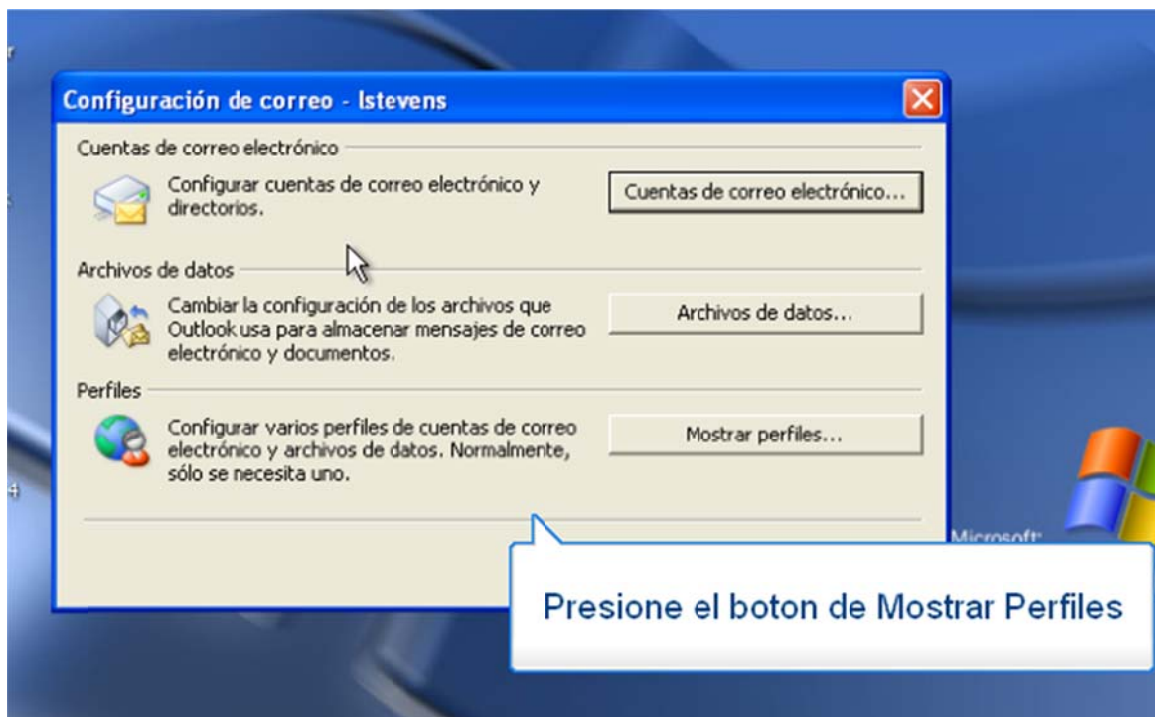 Configuración de correo - lstevens
Cuentas de correo electrónico
Configurar cuentas de correo electrónico y
directorios.
Cuentas de correo electrónico...
Archivos de datos
Cambiar la configuración de los archivos que
Outlook usa para almacenar mensajes de correo
electrónico y documentos.
Archivos de datos...
Perfiles
Configurar varios perfiles de cuentas de correo
electrónico y archivos de datos. Normalmente,
sólo se necesita uno.
Mostrar perfiles...
Microsoft
Presione el boton de Mostrar Perfiles